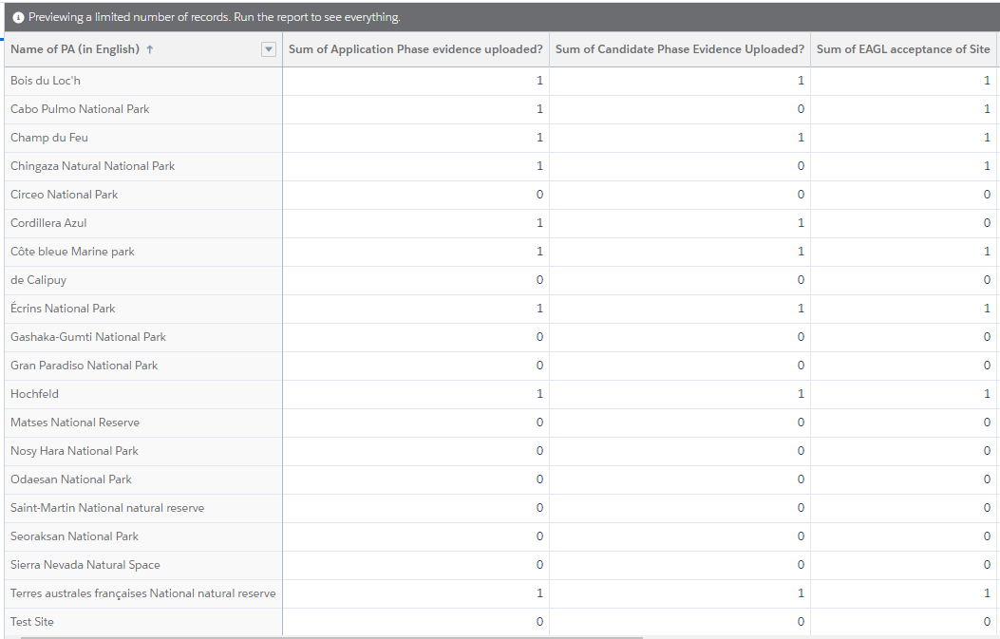 Previewing a limited number of records. Run the report to see everything.
Name of PA (in English) ↑ Sum of Application Phase evidence uploaded? Sum of Candidate Phase Evidence Uploaded? Sum of EAGL acceptance of Site
Bois du Loc'h 1 1 1
Cabo Pulmo National Park 1 0 1
Champ du Feu 1 1 1
Chingaza Natural National Park 1 0 1
Circeo National Park 0 0 0
Cordillera Azul 1 1 0
Côte bleue Marine park 1 1 1
de Calipuy 0 0 0
Écrins National Park 1 1 1
Gashaka-Gumti National Park 0 0 0
Gran Paradiso National Park 0 0 0
Hochfeld 1 1 1
Matses National Reserve 0 0 0
Nosy Hara National Park 0 0 0
Odaesan National Park 0 0 0
Saint-Martin National natural reserve 0 0 0
Seoraksan National Park 0 0 0
Sierra Nevada Natural Space 0 0 0
Terres australes françaises National natural reserve 1 1 1
Test Site 0 0 0